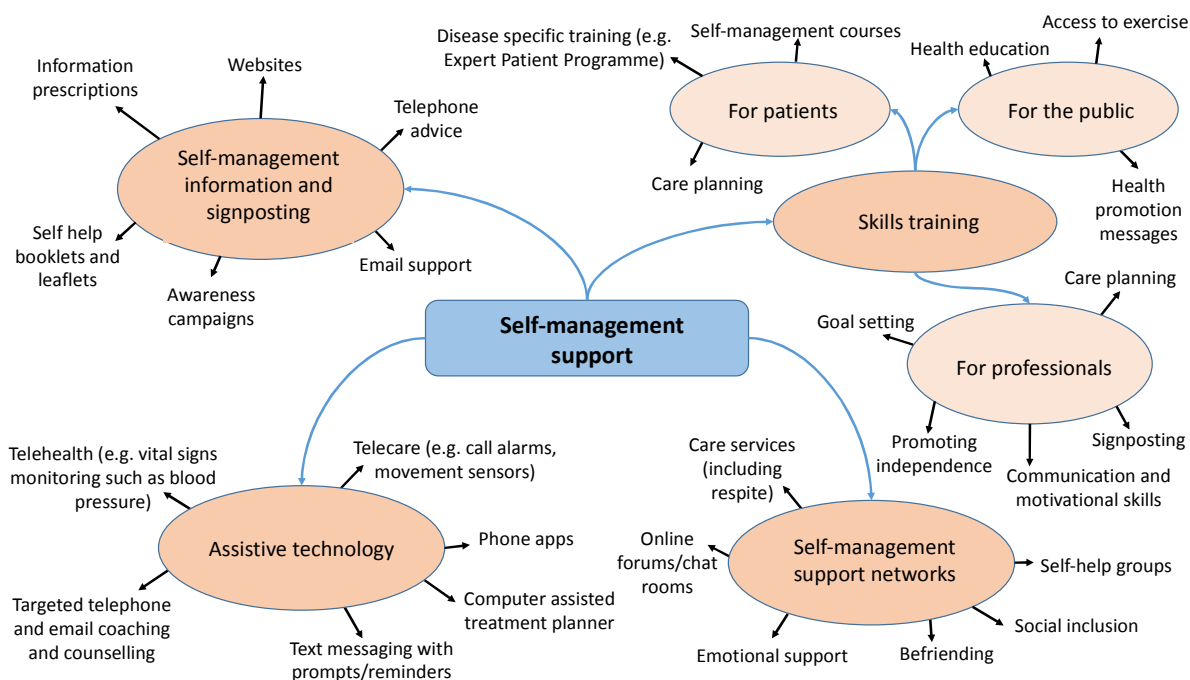 Information
prescriptions
Websites
Telephone
advice
Self-management
information and
signposting
Self help
booklets and
leaflets
Awareness
campaigns
Email support
Disease specific training (e.g.
Expert Patient Programme)
Self-management courses
For patients
Care planning
Health education
Access to exercise
For the public
Health
promotion
messages
Skills training
Self-management
support
Care planning
Goal setting
For professionals
Promoting
independence
Communication and
motivational skills
Signposting
Telehealth (e.g. vital signs
monitoring such as blood
pressure)
Telecare (e.g. call alarms,
movement sensors)
Assistive technology
Phone apps
Computer assisted
treatment planner
Targeted telephone
and email coaching
and counselling
Text messaging with
prompts/reminders
Care services
(including
respite)
Online
forums/chat
rooms
Self-management
support networks
Self-help groups
Social inclusion
Befriending
Emotional support